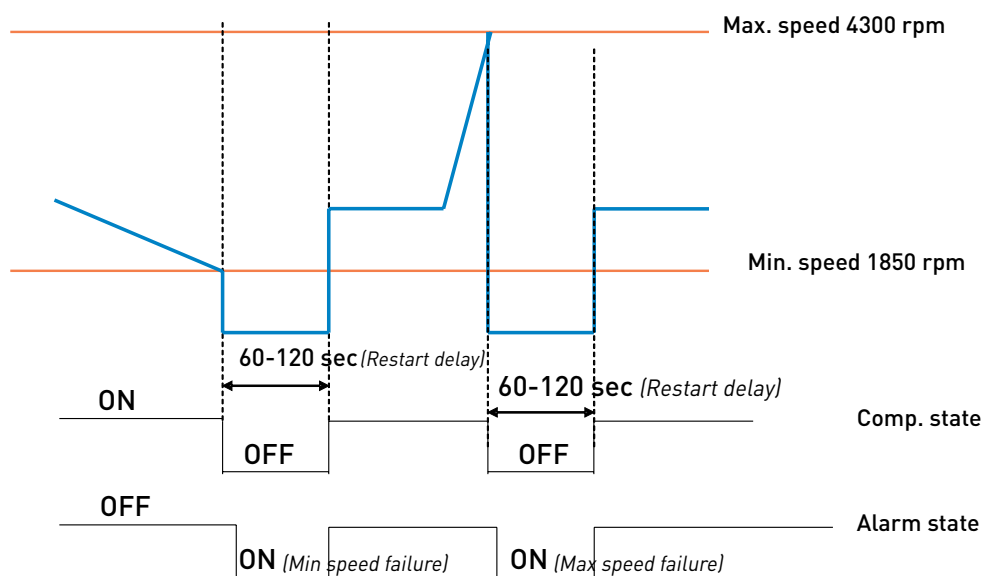 Max. speed 4300 rpm
Min. speed 1850 rpm
60-120 sec (Restart delay)
60-120 sec (Restart delay)
ON
Comp. state
OFF
OFF
OFF
Alarm state
ON (Min speed failure)
ON (Max speed failure)